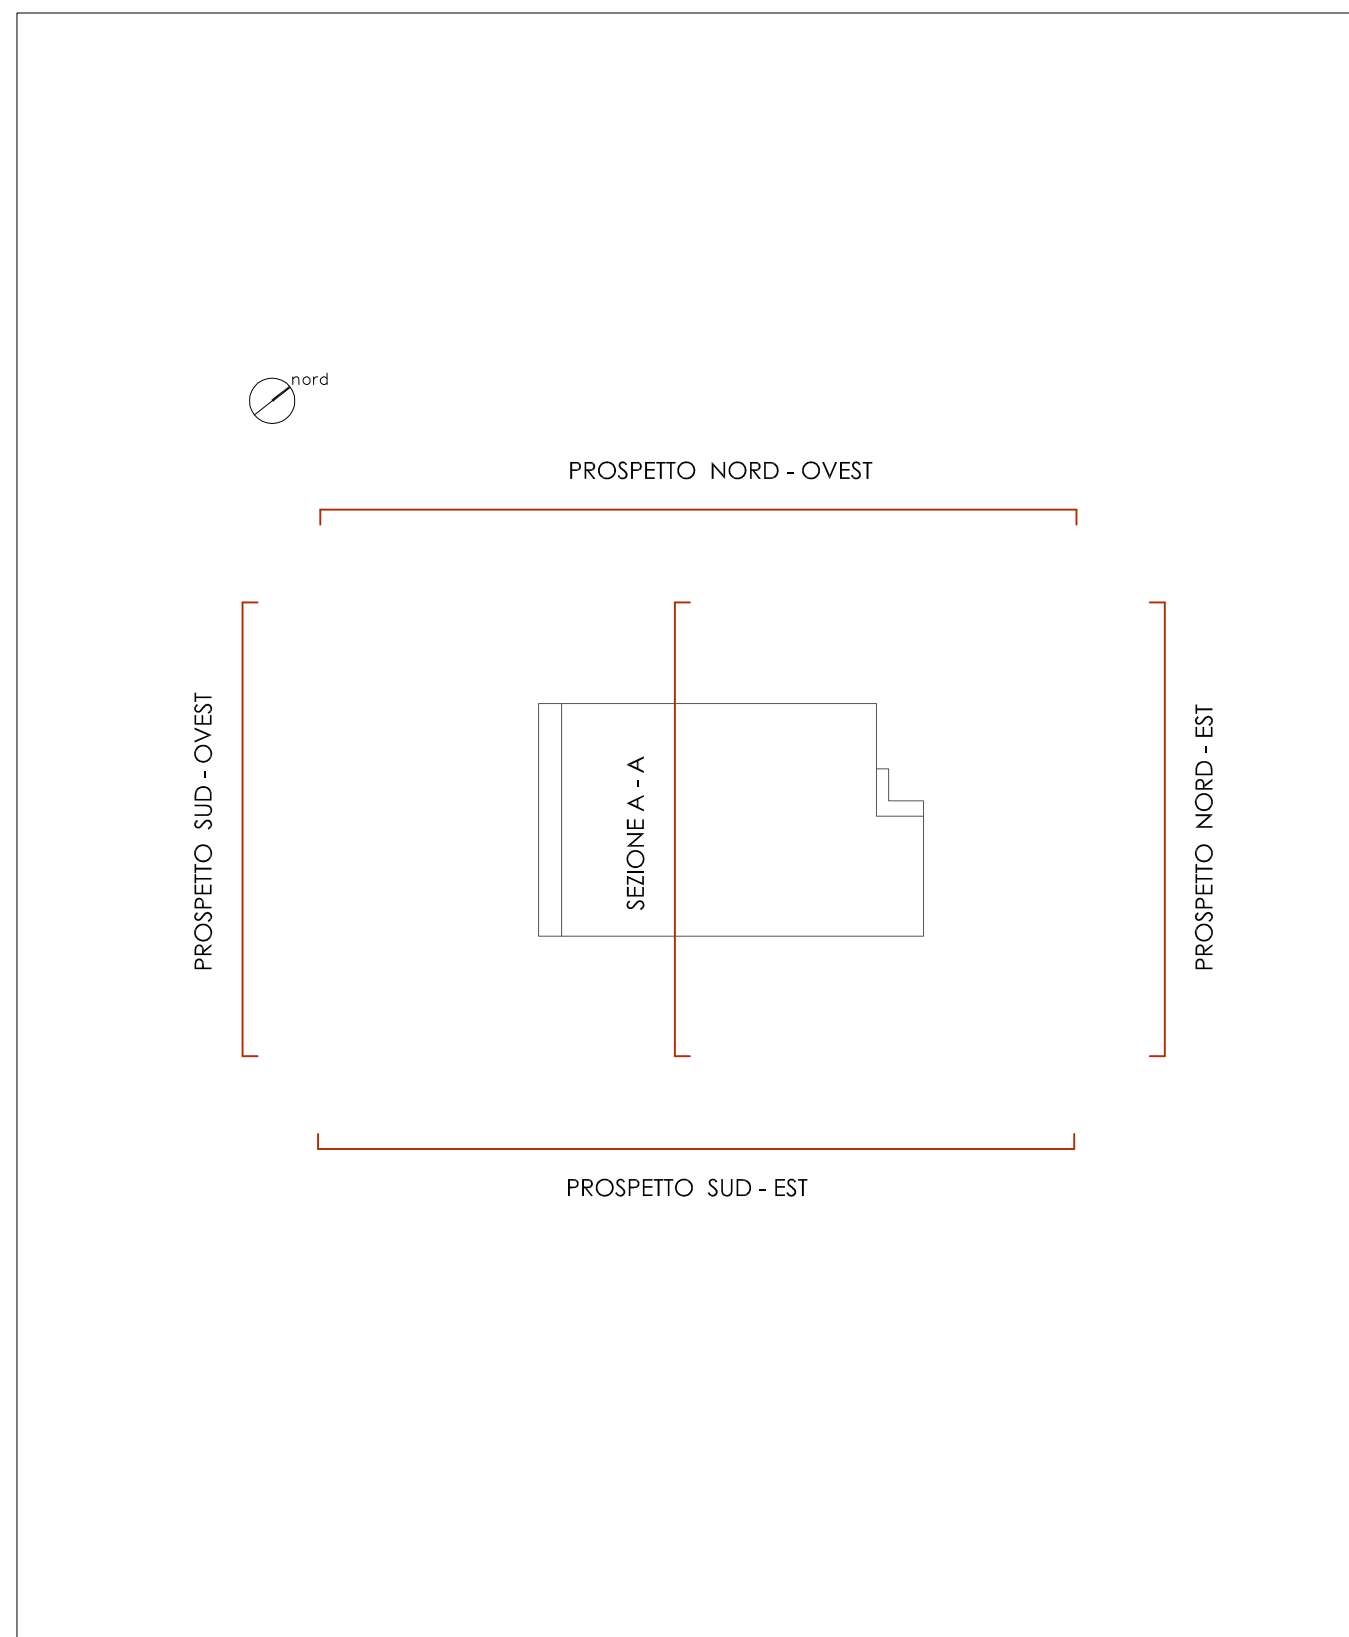 nord
PROSPETTO NORD - OVEST
PROSPETTO SUD - OVEST
SEZIONE A - A
PROSPETTO NORD - EST
PROSPETTO SUD - EST